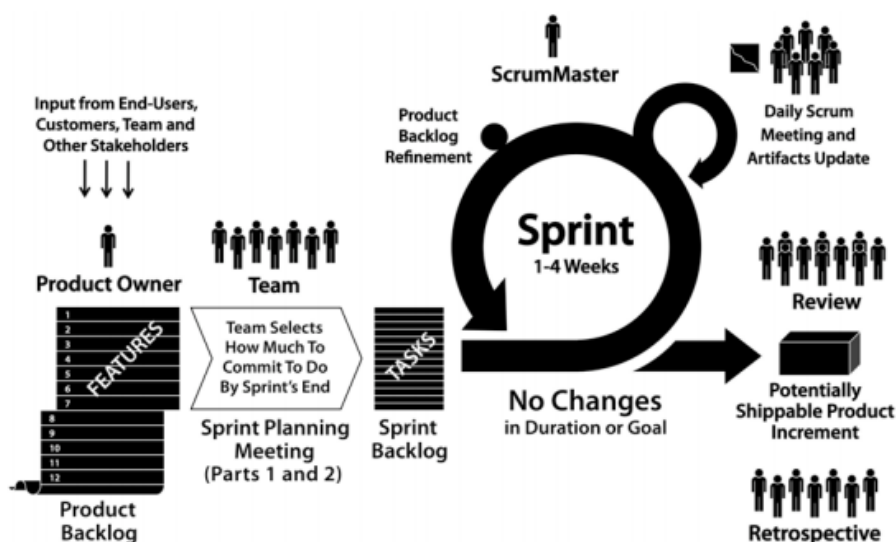 Input from End-Users,
Customers, Team and
Other Stakeholders
Product Owner
1
2
3
4
5
6
7
8
9
10
11
12
FEATURES
Product
Backlog
Team
Team Selects
How Much To
Commit To Do
By Sprint's End
Sprint Planning
Meeting
(Parts 1 and 2)
TASKS
Sprint
Backlog
ScrumMaster
Product
Backlog
Refinement
Sprint
1-4 Weeks
No Changes
in Duration or Goal
Daily Scrum
Meeting and
Artifacts Update
Review
Potentially
Shippable Product
Increment
Retrospective